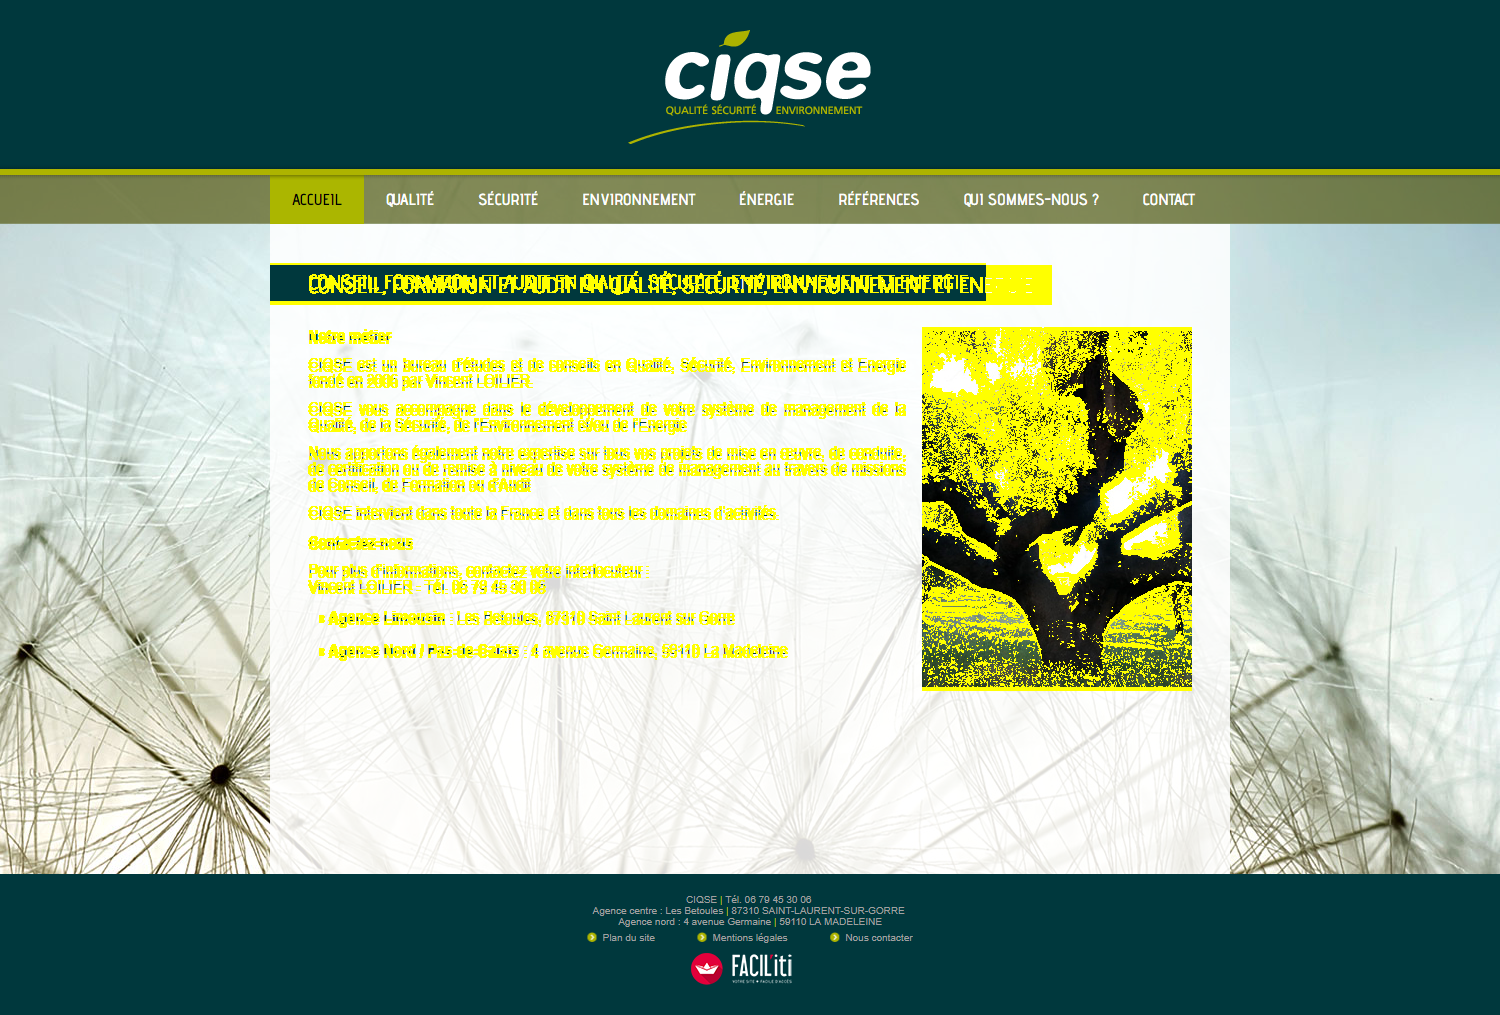 ciqse
QUALITÉ SÉCURITÉ ENVIRONNEMENT
ACCUEIL QUALITÉ SÉCURITÉ ENVIRONNEMENT ÉNERGIE RÉFÉRENCES QUI SOMMES-NOUS ? CONTACT
CONSEIL, FORMATION ET AUDIT EN QUALITÉ, SÉCURITÉ, ENVIRONNEMENT ET ENERGIE
Notre métier
CIQSE est un bureau d'études et de conseils en Qualité, Sécurité, Environnement et Energie
fondé en 2006 par Vincent LOILIER.
CIQSE vous accompagne dans le développement de votre système de management de la
Qualité, de la Sécurité, de l'Environnement et/ou de l'Energie.
Nous apportons également notre expertise sur tous vos projets de mise en œuvre, de conduite,
de certification ou de remise à niveau de votre système de management au travers de missions
de Conseil, de Formation ou d'Audit.
CIQSE intervient dans toute la France et dans tous les domaines d'activités.
Contactez-nous
Pour plus d'informations, contactez votre interlocuteur :
Vincent LOILIER - Tél. 06 79 45 30 06
Agence Limousin - Les Betoules, 87310 Saint Laurent sur Gorre
Agence Nord / Pas de Calais - 4 avenue Germaine, 59110 La Madeleine
CIQSE | Tél. 06 79 45 30 06
Agence centre : Les Betoules | 87310 SAINT-LAURENT-SUR-GORRE
Agence nord : 4 avenue Germaine | 59110 LA MADELEINE
Plan du site Mentions légales Nous contacter
FACIL'iti
VOTRE SITE + FACILE D'ACCÈS